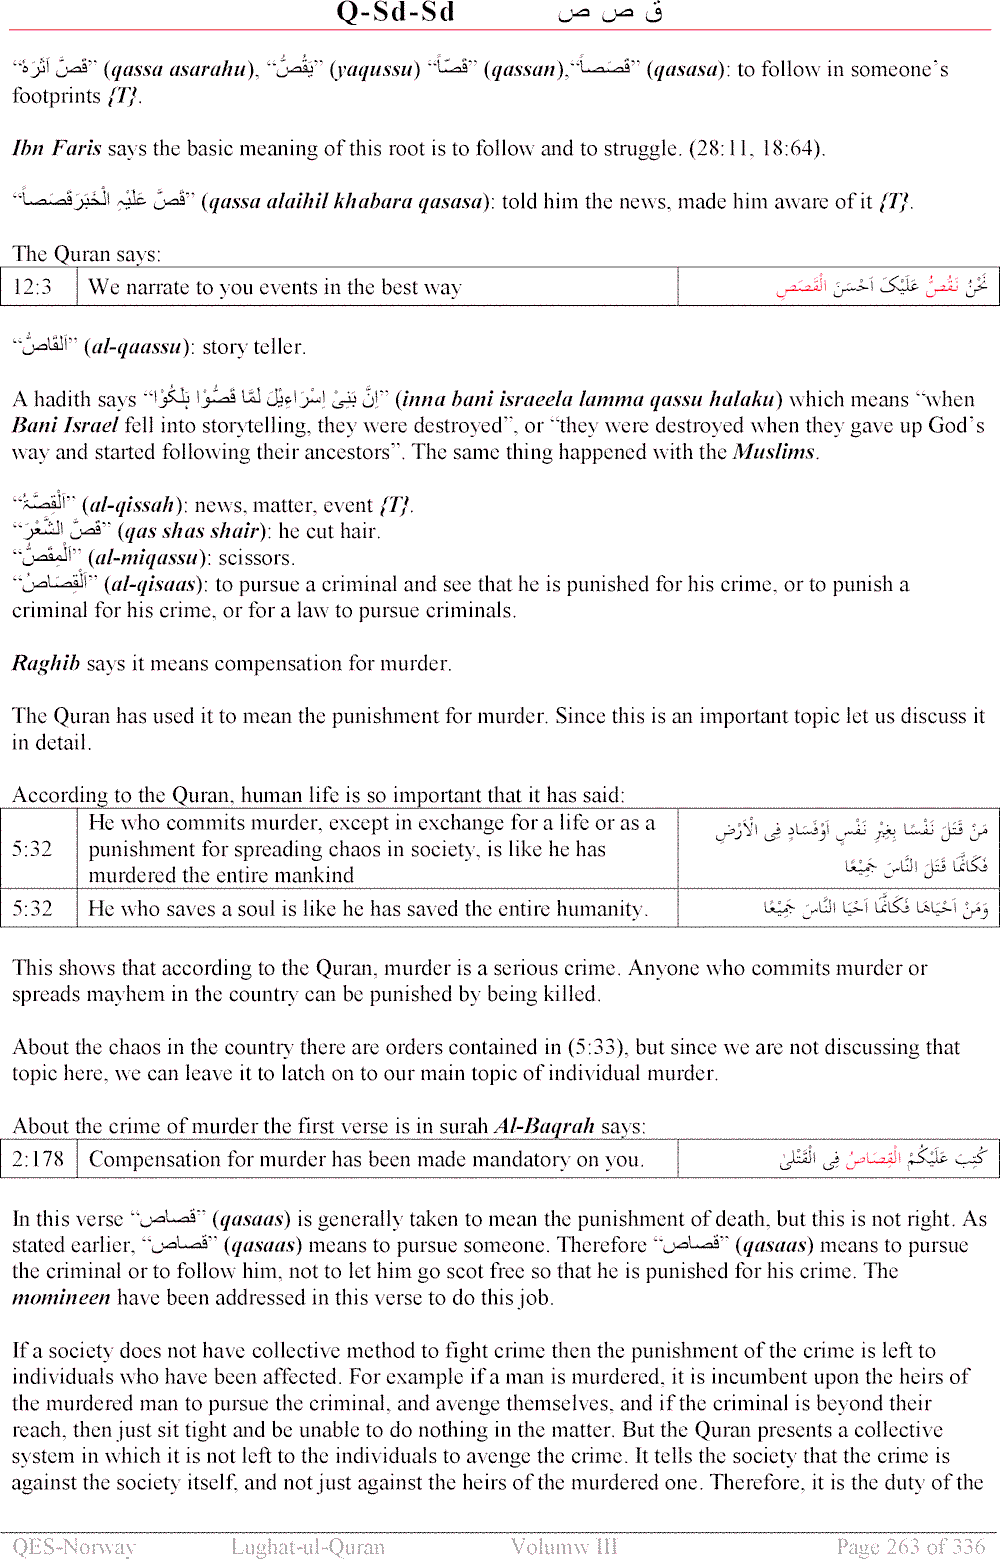 Q-Sd-Sd ق ص ص
“قَصَّ اَثَرَہٗ” (qassa asarahu), “یَقُصُّ” (yaqussu) “قَصّاً” (qassan),“قَصَصاً” (qasasa): to follow in someone’s
footprints {T}.
Ibn Faris says the basic meaning of this root is to follow and to struggle. (28:11, 18:64).
“قَصَّ عَلَیْہِ الْخَبَرَقَصَصاً” (qassa alaihil khabara qasasa): told him the news, made him aware of it {T}.
The Quran says:
12:3 We narrate to you events in the best way نَحْنُ نَقُصُّ عَلَیْکَ اَحْسَنَ الْقَصَصِ
“اَلقَاصُّ” (al-qaassu): story teller.
A hadith says “اِنَّ بَنِیْ اِسْرَاءِیْلَ لَمَّا قَصُّوْا ہَلَکُوْا” (inna bani israeela lamma qassu halaku) which means “when
Bani Israel fell into storytelling, they were destroyed”, or “they were destroyed when they gave up God’s
way and started following their ancestors”. The same thing happened with the Muslims.
“اَلْقِصَّۃُ” (al-qissah): news, matter, event {T}.
“قَصَّ الشَّعْرَ” (qas shas shair): he cut hair.
“اَلْمِقَصُّ” (al-miqassu): scissors.
“اَلْقِصَاصُ” (al-qisaas): to pursue a criminal and see that he is punished for his crime, or to punish a
criminal for his crime, or for a law to pursue criminals.
Raghib says it means compensation for murder.
The Quran has used it to mean the punishment for murder. Since this is an important topic let us discuss it
in detail.
According to the Quran, human life is so important that it has said:
5:32 He who commits murder, except in exchange for a life or as a
punishment for spreading chaos in society, is like he has
murdered the entire mankind
مَنْ قَتَلَ نَفْسًا بِغَیْرِ نَفْسٍ اَوْفَسَادٍ فِی الْاَرْضِ
فَکَاَنَّمَا قَتَلَ النَّاسَ جَمِیْعًا
5:32 He who saves a soul is like he has saved the entire humanity. وَمَنْ اَحْیَاھَا فَکَاَنَّمَا اَحْیَا النَّاسَ جَمِیْعًا
This shows that according to the Quran, murder is a serious crime. Anyone who commits murder or
spreads mayhem in the country can be punished by being killed.
About the chaos in the country there are orders contained in (5:33), but since we are not discussing that
topic here, we can leave it to latch on to our main topic of individual murder.
About the crime of murder the first verse is in surah Al-Baqrah says:
2:178 Compensation for murder has been made mandatory on you. کُتِبَ عَلَیْکُمْ الْقِصَاصُ فِی الْقَتْلیٰ
In this verse “قصاص” (qasaas) is generally taken to mean the punishment of death, but this is not right. As
stated earlier, “قصاص” (qasaas) means to pursue someone. Therefore “قصاص” (qasaas) means to pursue
the criminal or to follow him, not to let him go scot free so that he is punished for his crime. The
momineen have been addressed in this verse to do this job.
If a society does not have collective method to fight crime then the punishment of the crime is left to
individuals who have been affected. For example if a man is murdered, it is incumbent upon the heirs of
the murdered man to pursue the criminal, and avenge themselves, and if the criminal is beyond their
reach, then just sit tight and be unable to do nothing in the matter. But the Quran presents a collective
system in which it is not left to the individuals to avenge the crime. It tells the society that the crime is
against the society itself, and not just against the heirs of the murdered one. Therefore, it is the duty of the
QES-Norway Lughat-ul-Quran Volumw III Page 263 of 336